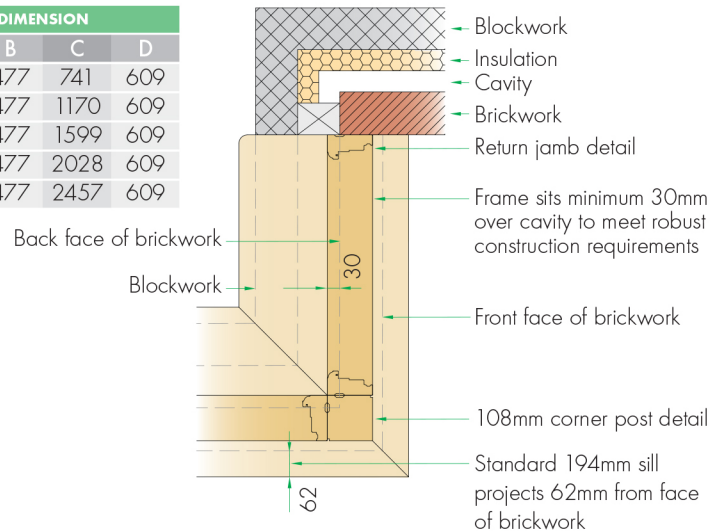 DIMENSION
B C D
477 741 609
477 1170 609
477 1599 609
477 2028 609
477 2457 609
Blockwork
Insulation
Cavity
Brickwork
Return jamb detail
Frame sits minimum 30mm
over cavity to meet robust
construction requirements
Back face of brickwork
30
Blockwork
Front face of brickwork
108mm corner post detail
Standard 194mm sill
projects 62mm from face
of brickwork
62